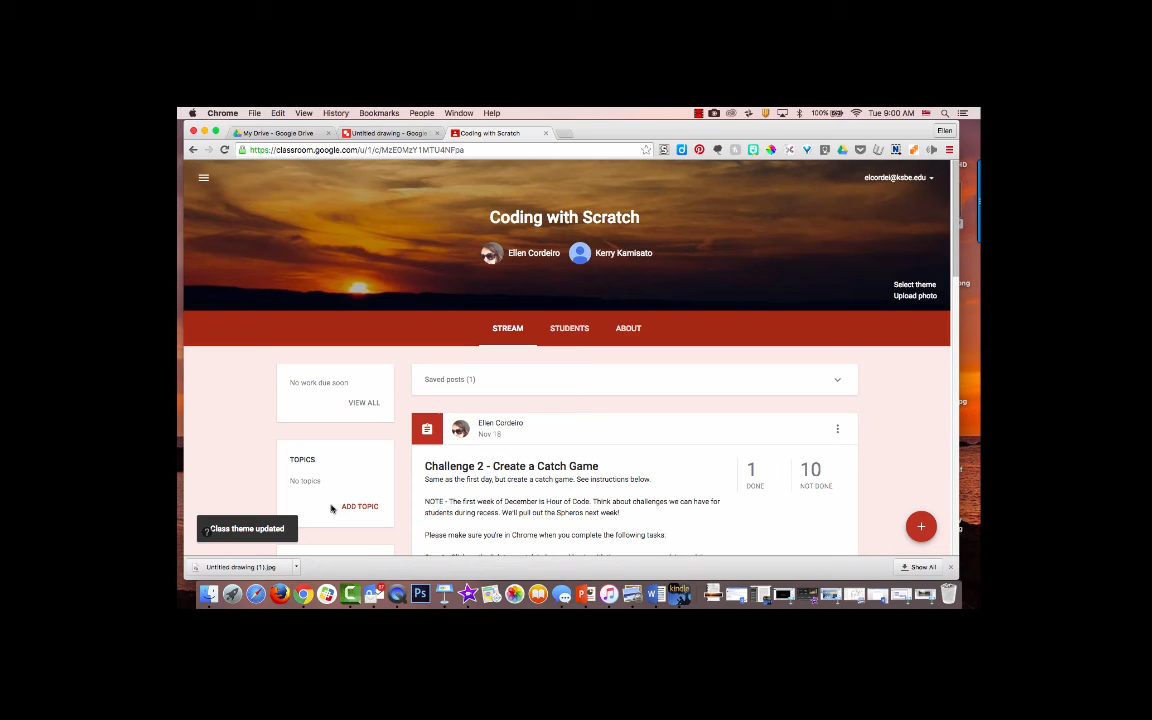 Chrome File Edit View History Bookmarks People Window Help 100% Tue 9:00 AM
My Drive - Google Drive Untitled drawing - Google Coding with Scratch Ellen
https://classroom.google.com/u/1/c/MzE0MzY1MTU4NFpa
elcordei@ksbe.edu
Coding with Scratch
Ellen Cordeiro Kerry Kamisato
Select theme
Upload photo
STREAM STUDENTS ABOUT
No work due soon
VIEW ALL
TOPICS
No topics
ADD TOPIC
Class theme updated
Saved posts (1)
Ellen Cordeiro
Nov 18
Challenge 2 - Create a Catch Game
Same as the first day, but create a catch game. See instructions below.
1 DONE
10 NOT DONE
NOTE - The first week of December is Hour of Code. Think about challenges we can have for
students during recess. We'll pull out the Spheros next week!
Please make sure you're in Chrome when you complete the following tasks:
Untitled drawing (1).jpg Show All
kindle